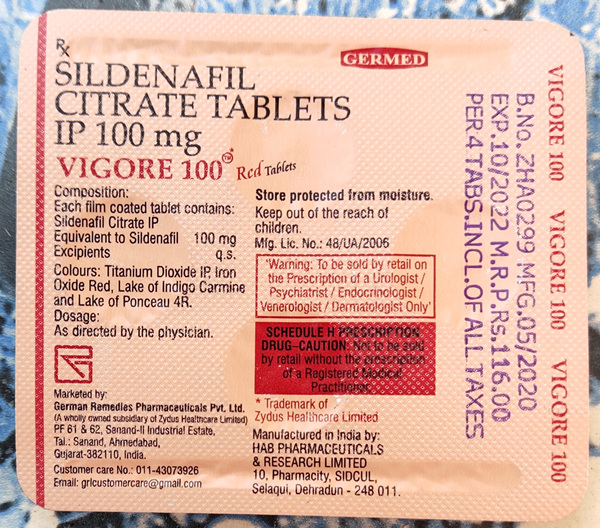 Rx
GERMED
SILDENAFIL
CITRATE TABLETS
IP 100 mg
VIGORE 100™* Red Tablets
Composition:
Each film coated tablet contains:
Sildenafil Citrate IP
Equivalent to Sildenafil 100 mg
Excipients q.s.
Colours: Titanium Dioxide IP, Iron
Oxide Red, Lake of Indigo Carmine
and Lake of Ponceau 4R.
Dosage:
As directed by the physician.
Marketed by:
German Remedies Pharmaceuticals Pvt. Ltd.
(A wholly owned subsidiary of Zydus Healthcare Limited)
PF 61 & 62, Sanand-II Industrial Estate,
Tal.: Sanand, Ahmedabad,
Gujarat-382110, India.
Customer care No.: 011-43073926
Email: grlcustomercare@gmail.com
Store protected from moisture.
Keep out of the reach of
children.
Mfg. Lic. No.: 48/UA/2006
'Warning: To be sold by retail on
the Prescription of a Urologist /
Psychiatrist / Endocrinologist /
Venerologist / Dermatologist Only'
SCHEDULE H PRESCRIPTION
DRUG–CAUTION: Not to be sold
by retail without the prescription
of a Registered Medical
Practitioner.
* Trademark of
Zydus Healthcare Limited
Manufactured in India by:
HAB PHARMACEUTICALS
& RESEARCH LIMITED
10, Pharmacity, SIDCUL,
Selaqui, Dehradun - 248 011.
B.No. ZHA0299 MFG.05/2020
EXP.10/2022 M.R.P.Rs.116.00
PER 4 TABS.INCL.OF ALL TAXES
VIGORE 100 VIGORE 100 VIGORE 100